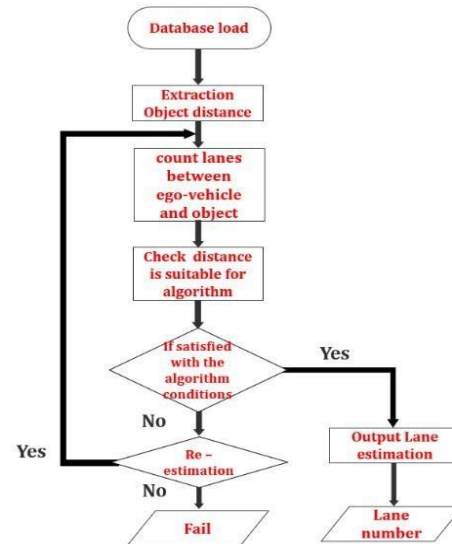 Database load
Extraction
Object distance
count lanes
between
ego-vehicle
and object
Check distance
is suitable for
algorithm
If satisfied
with the
algorithm
conditions
Yes
No
Yes
Re –
estimation
Output Lane
estimation
No
Fail
Lane
number